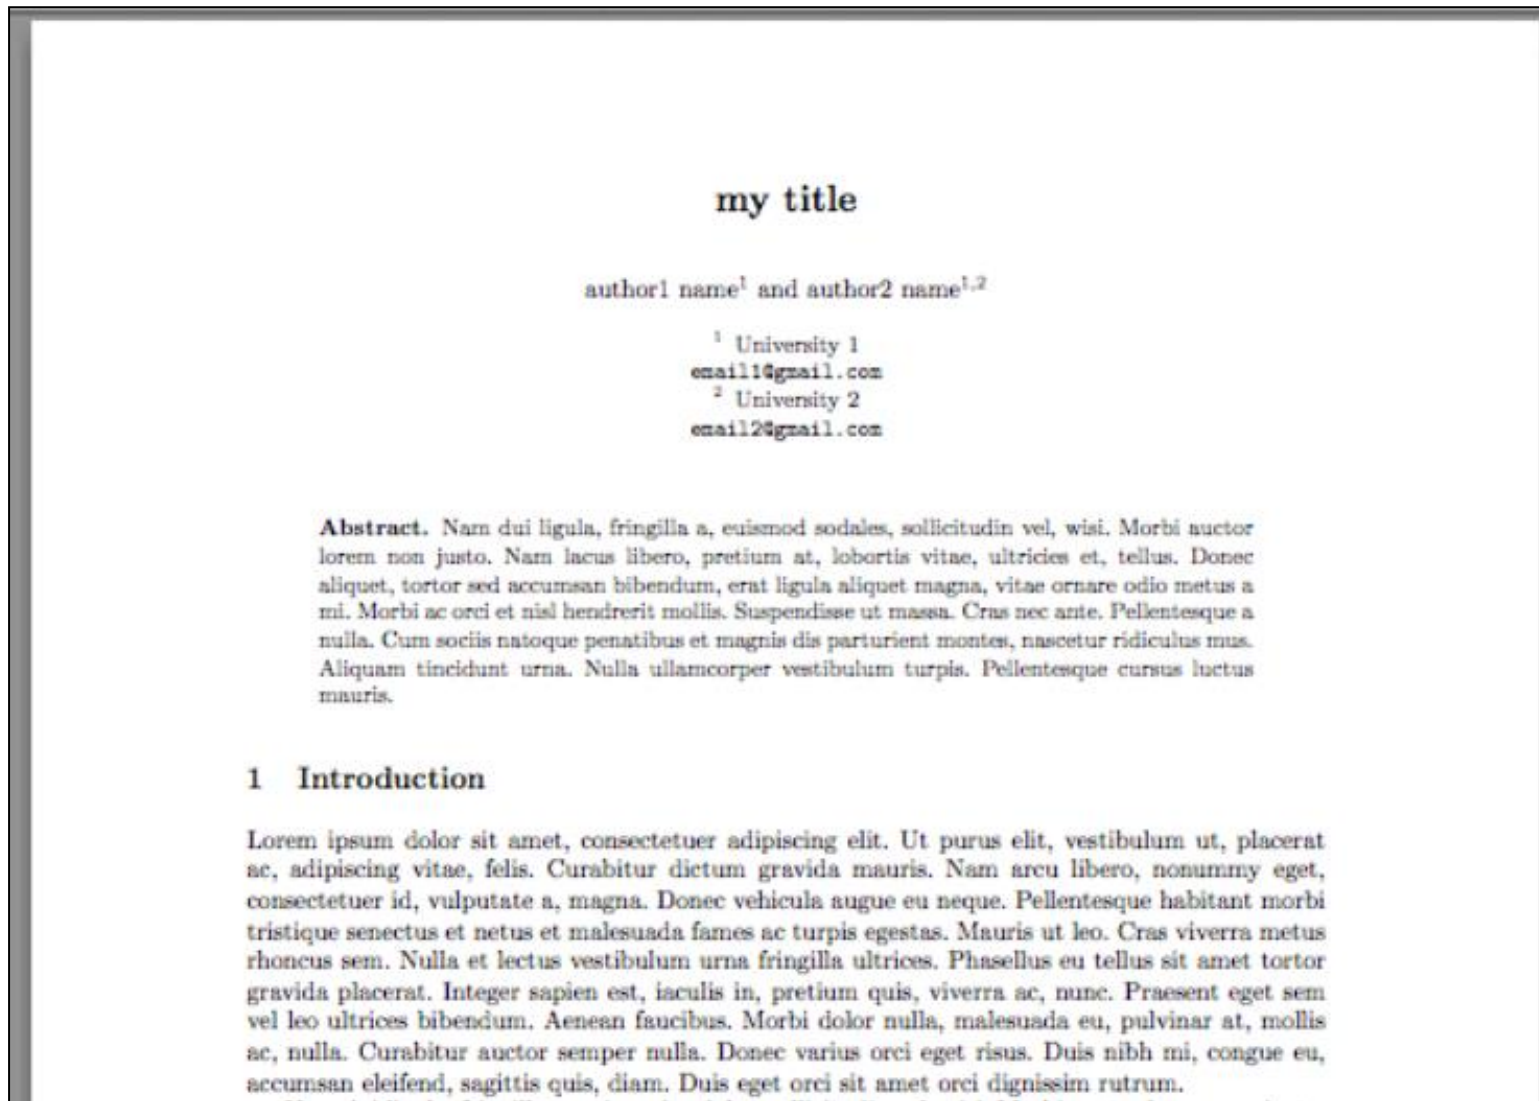 my title
author1 name¹ and author2 name¹,²
¹ University 1
email1@gmail.com
² University 2
email2@gmail.com
Abstract. Nam dui ligula, fringilla a, euismod sodales, sollicitudin vel, wisi. Morbi auctor
lorem non justo. Nam lacus libero, pretium at, lobortis vitae, ultricies et, tellus. Donec
aliquet, tortor sed accumsan bibendum, erat ligula aliquet magna, vitae ornare odio metus a
mi. Morbi ac orci et nisl hendrerit mollis. Suspendisse ut massa. Cras nec ante. Pellentesque a
nulla. Cum sociis natoque penatibus et magnis dis parturient montes, nascetur ridiculus mus.
Aliquam tincidunt urna. Nulla ullamcorper vestibulum turpis. Pellentesque cursus luctus
mauris.
1 Introduction
Lorem ipsum dolor sit amet, consectetuer adipiscing elit. Ut purus elit, vestibulum ut, placerat
ac, adipiscing vitae, felis. Curabitur dictum gravida mauris. Nam arcu libero, nonummy eget,
consectetuer id, vulputate a, magna. Donec vehicula augue eu neque. Pellentesque habitant morbi
tristique senectus et netus et malesuada fames ac turpis egestas. Mauris ut leo. Cras viverra metus
rhoncus sem. Nulla et lectus vestibulum urna fringilla ultrices. Phasellus eu tellus sit amet tortor
gravida placerat. Integer sapien est, iaculis in, pretium quis, viverra ac, nunc. Praesent eget sem
vel leo ultrices bibendum. Aenean faucibus. Morbi dolor nulla, malesuada eu, pulvinar at, mollis
ac, nulla. Curabitur auctor semper nulla. Donec varius orci eget risus. Duis nibh mi, congue eu,
accumsan eleifend, sagittis quis, diam. Duis eget orci sit amet orci dignissim rutrum.